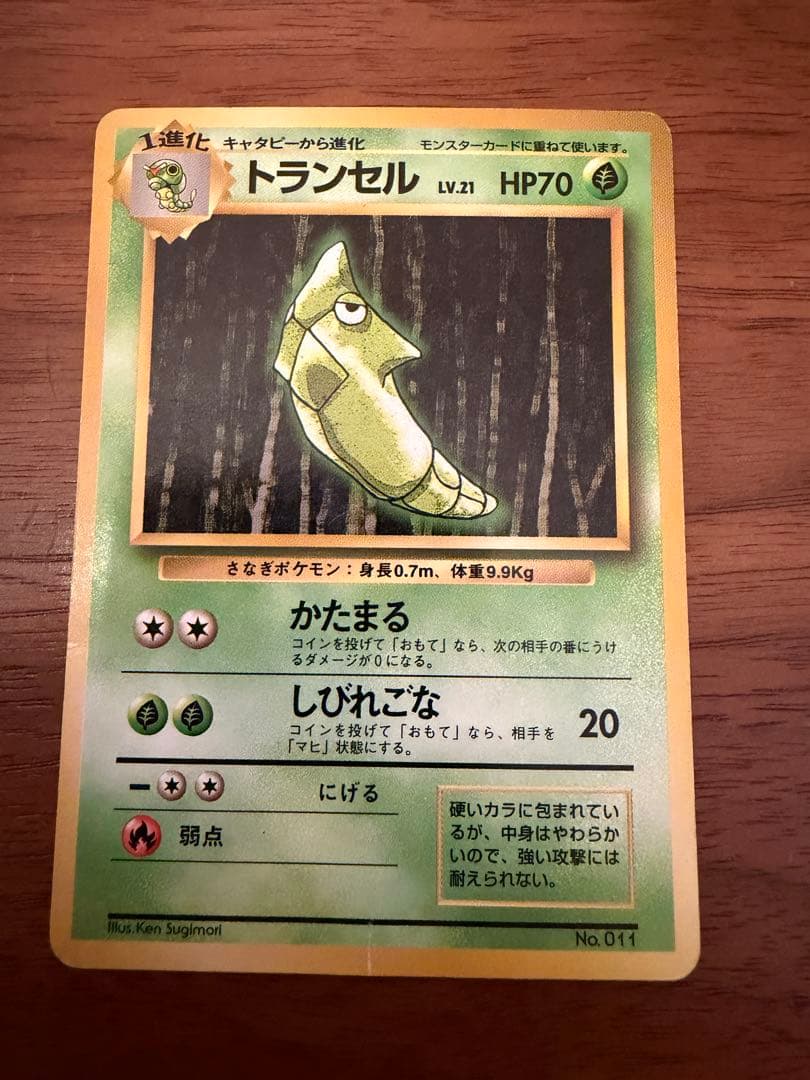 1進化 キャタピーから進化 モンスターカードに重ねて使います。
トランセル LV.21 HP70
さなぎポケモン：身長0.7m、体重9.9Kg
かたまる
コインを投げて「おもて」なら、次の相手の番にうけ
るダメージが0になる。
しびれごな 20
コインを投げて「おもて」なら、相手を
「マヒ」状態にする。
− にげる
弱点
硬いカラに包まれてい
るが、中身はやわらか
いので、強い攻撃には
耐えられない。
Illus.Ken Sugimori
No.011